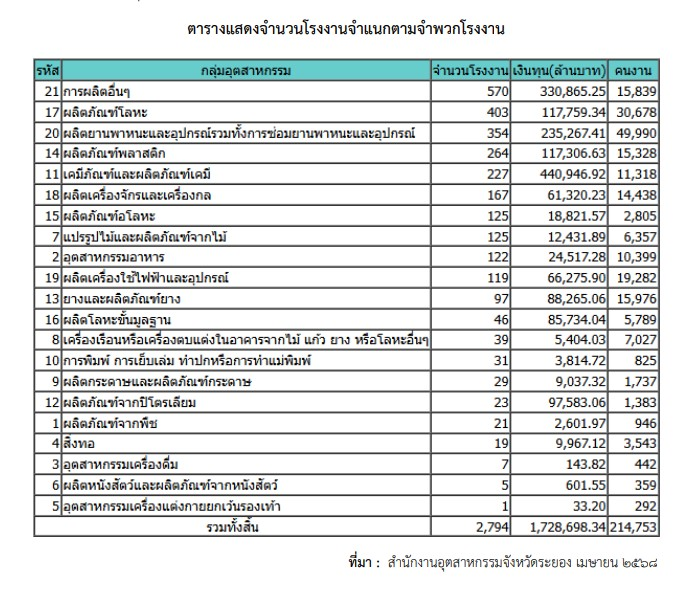 ตารางแสดงจำนวนโรงงานจำแนกตามจำพวกโรงงาน
รหัส กลุ่มอุตสาหกรรม จำนวนโรงงาน เงินทุน(ล้านบาท) คนงาน
21 การผลิตอื่นๆ 570 330,865.25 15,839
17 ผลิตภัณฑ์โลหะ 403 117,759.34 30,678
20 ผลิตยานพาหนะและอุปกรณ์รวมทั้งการซ่อมยานพาหนะและอุปกรณ์ 354 235,267.41 49,990
14 ผลิตภัณฑ์พลาสติก 264 117,306.63 15,328
11 เคมีภัณฑ์และผลิตภัณฑ์เคมี 227 440,946.92 11,318
18 ผลิตเครื่องจักรและเครื่องกล 167 61,320.23 14,438
15 ผลิตภัณฑ์อโลหะ 125 18,821.57 2,805
7 แปรรูปไม้และผลิตภัณฑ์จากไม้ 125 12,431.89 6,357
2 อุตสาหกรรมอาหาร 122 24,517.28 10,399
19 ผลิตเครื่องใช้ไฟฟ้าและอุปกรณ์ 119 66,275.90 19,282
13 ยางและผลิตภัณฑ์ยาง 97 88,265.06 15,976
16 ผลิตโลหะขั้นมูลฐาน 46 85,734.04 5,789
8 เครื่องเรือนหรือเครื่องตบแต่งในอาคารจากไม้ แก้ว ยาง หรือโลหะอื่นๆ 39 5,404.03 7,027
10 การพิมพ์ การเย็บเล่ม ทำปกหรือการทำแม่พิมพ์ 31 3,814.72 825
9 ผลิตกระดาษและผลิตภัณฑ์กระดาษ 29 9,037.32 1,737
12 ผลิตภัณฑ์จากปิโตรเลียม 23 97,583.06 1,383
1 ผลิตภัณฑ์จากพืช 21 2,601.97 946
4 สิ่งทอ 19 9,967.12 3,543
3 อุตสาหกรรมเครื่องดื่ม 7 143.82 442
6 ผลิตหนังสัตว์และผลิตภัณฑ์จากหนังสัตว์ 5 601.55 359
5 อุตสาหกรรมเครื่องแต่งกายยกเว้นรองเท้า 1 33.20 292
รวมทั้งสิ้น 2,794 1,728,698.34 214,753
ที่มา : สำนักงานอุตสาหกรรมจังหวัดระยอง เมษายน ๒๕๖๘